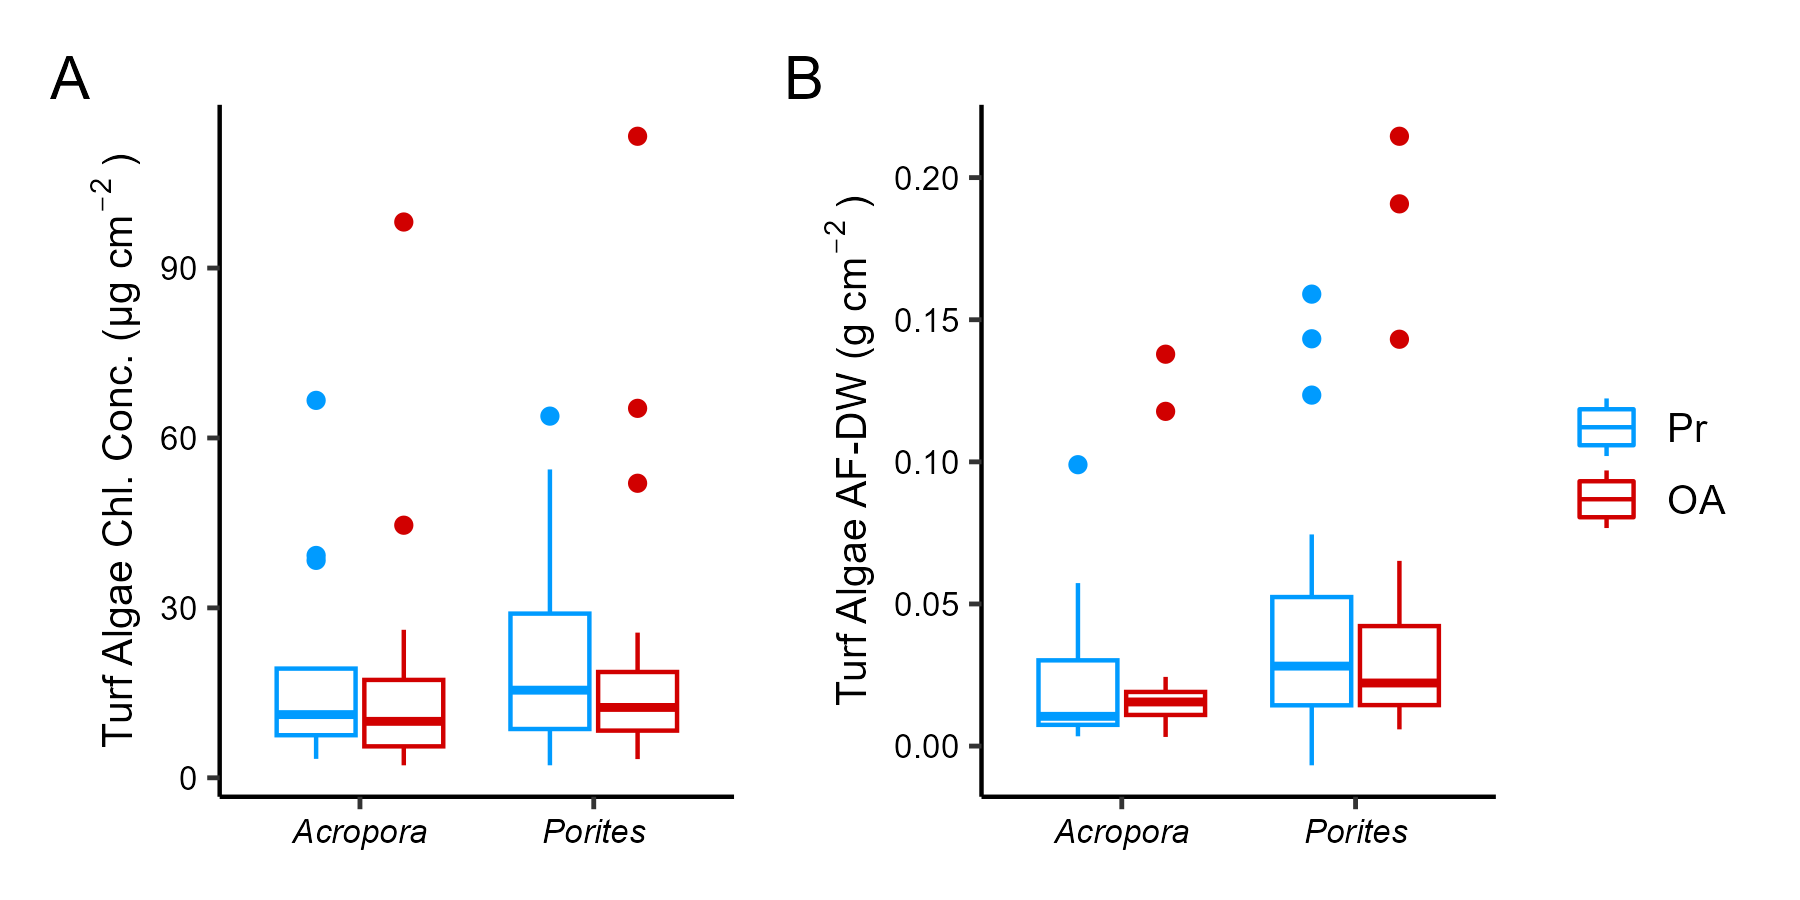 A
Turf Algae Chl. Conc. (µg cm⁻²)
90
60
30
0
Acropora Porites
B
Turf Algae AF-DW (g cm⁻²)
0.20
0.15
0.10
0.05
0.00
Acropora Porites
Pr
OA